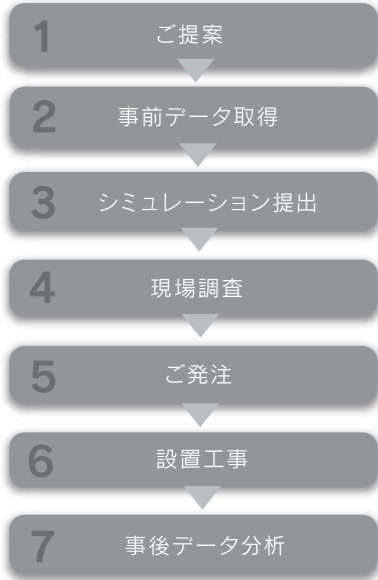 1 ご提案
2 事前データ取得
3 シミュレーション提出
4 現場調査
5 ご発注
6 設置工事
7 事後データ分析